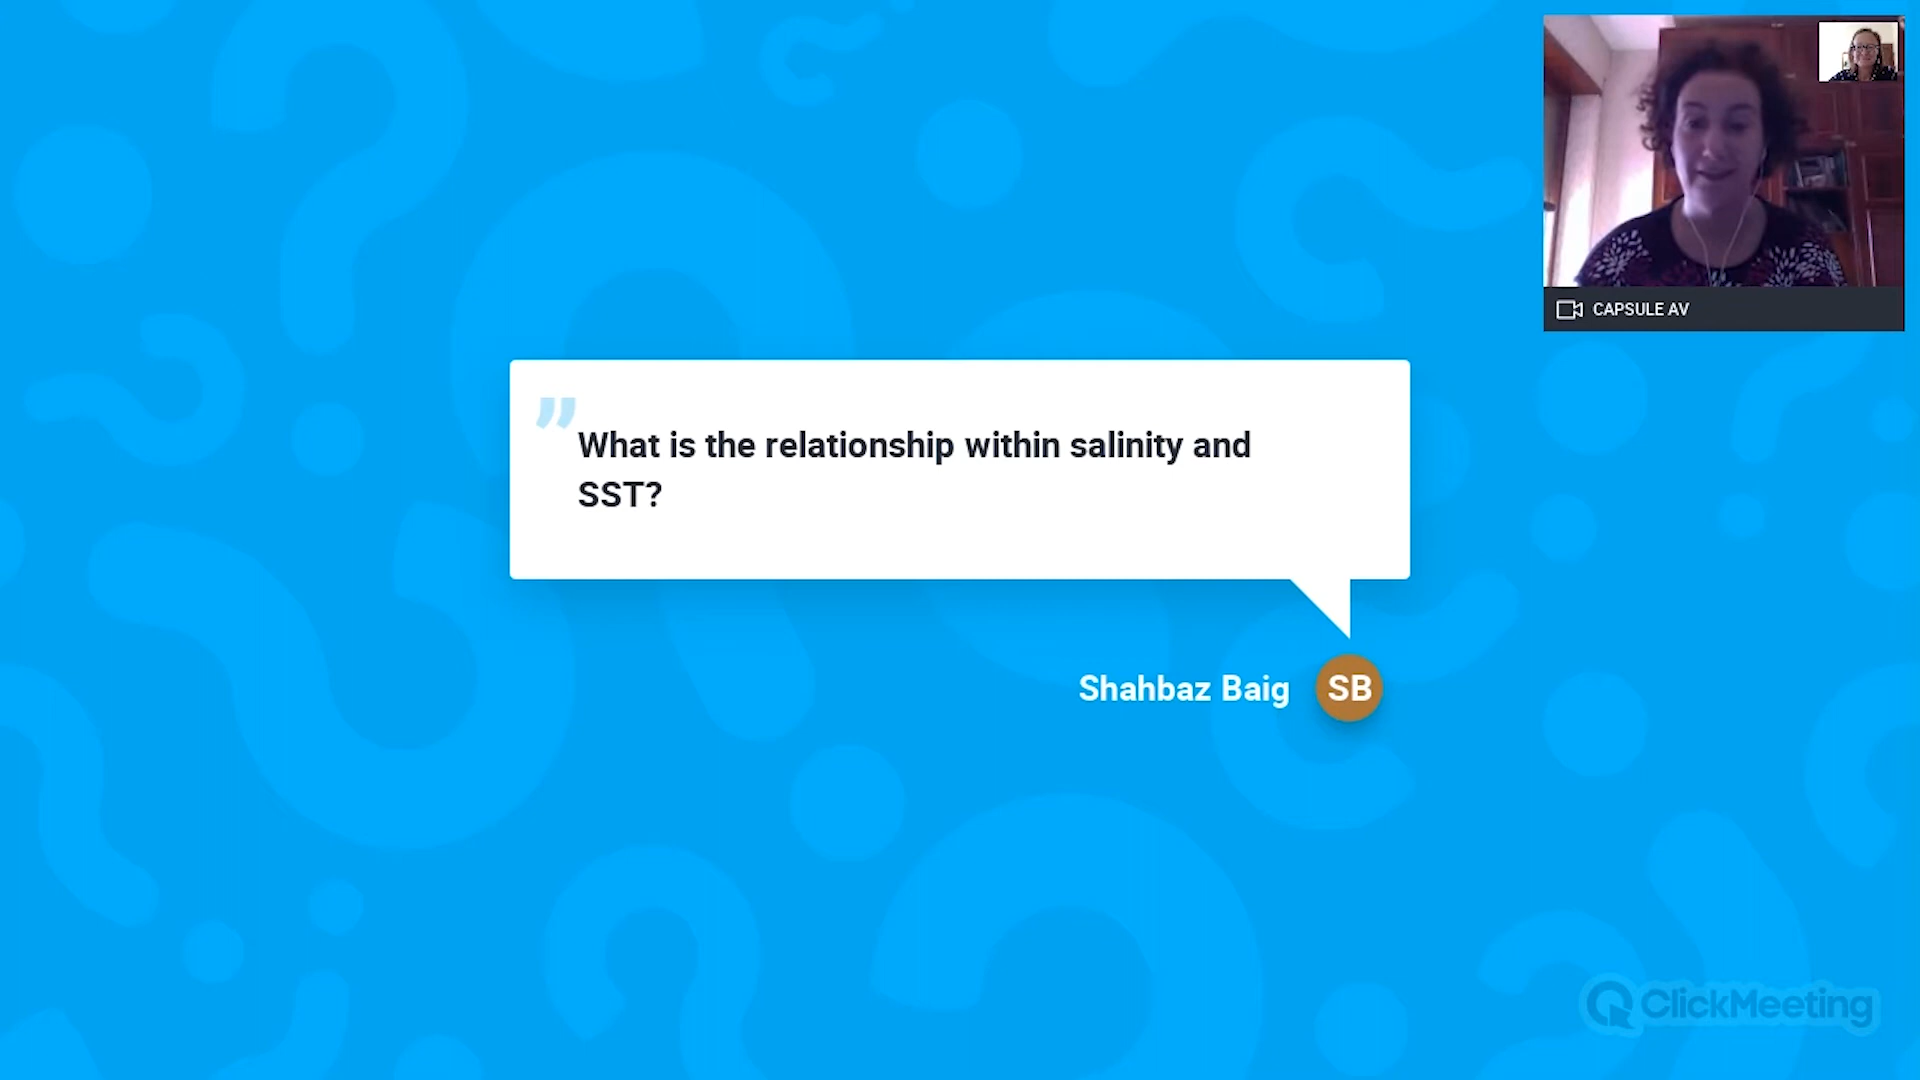 CAPSULE AV
”
What is the relationship within salinity and
SST?
Shahbaz Baig
SB
ClickMeeting